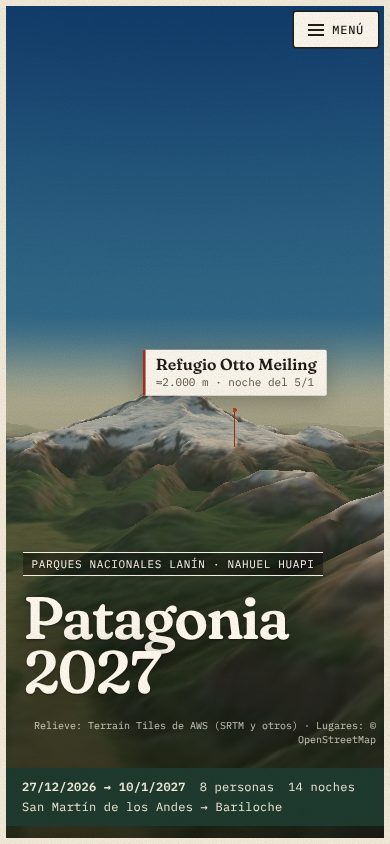 MENÚ
Refugio Otto Meiling
≈2.000 m · noche del 5/1
PARQUES NACIONALES LANÍN · NAHUEL HUAPI
Patagonia
2027
Relieve: Terrain Tiles de AWS (SRTM y otros) · Lugares: ©
OpenStreetMap
27/12/2026 → 10/1/2027 8 personas 14 noches
San Martín de los Andes → Bariloche